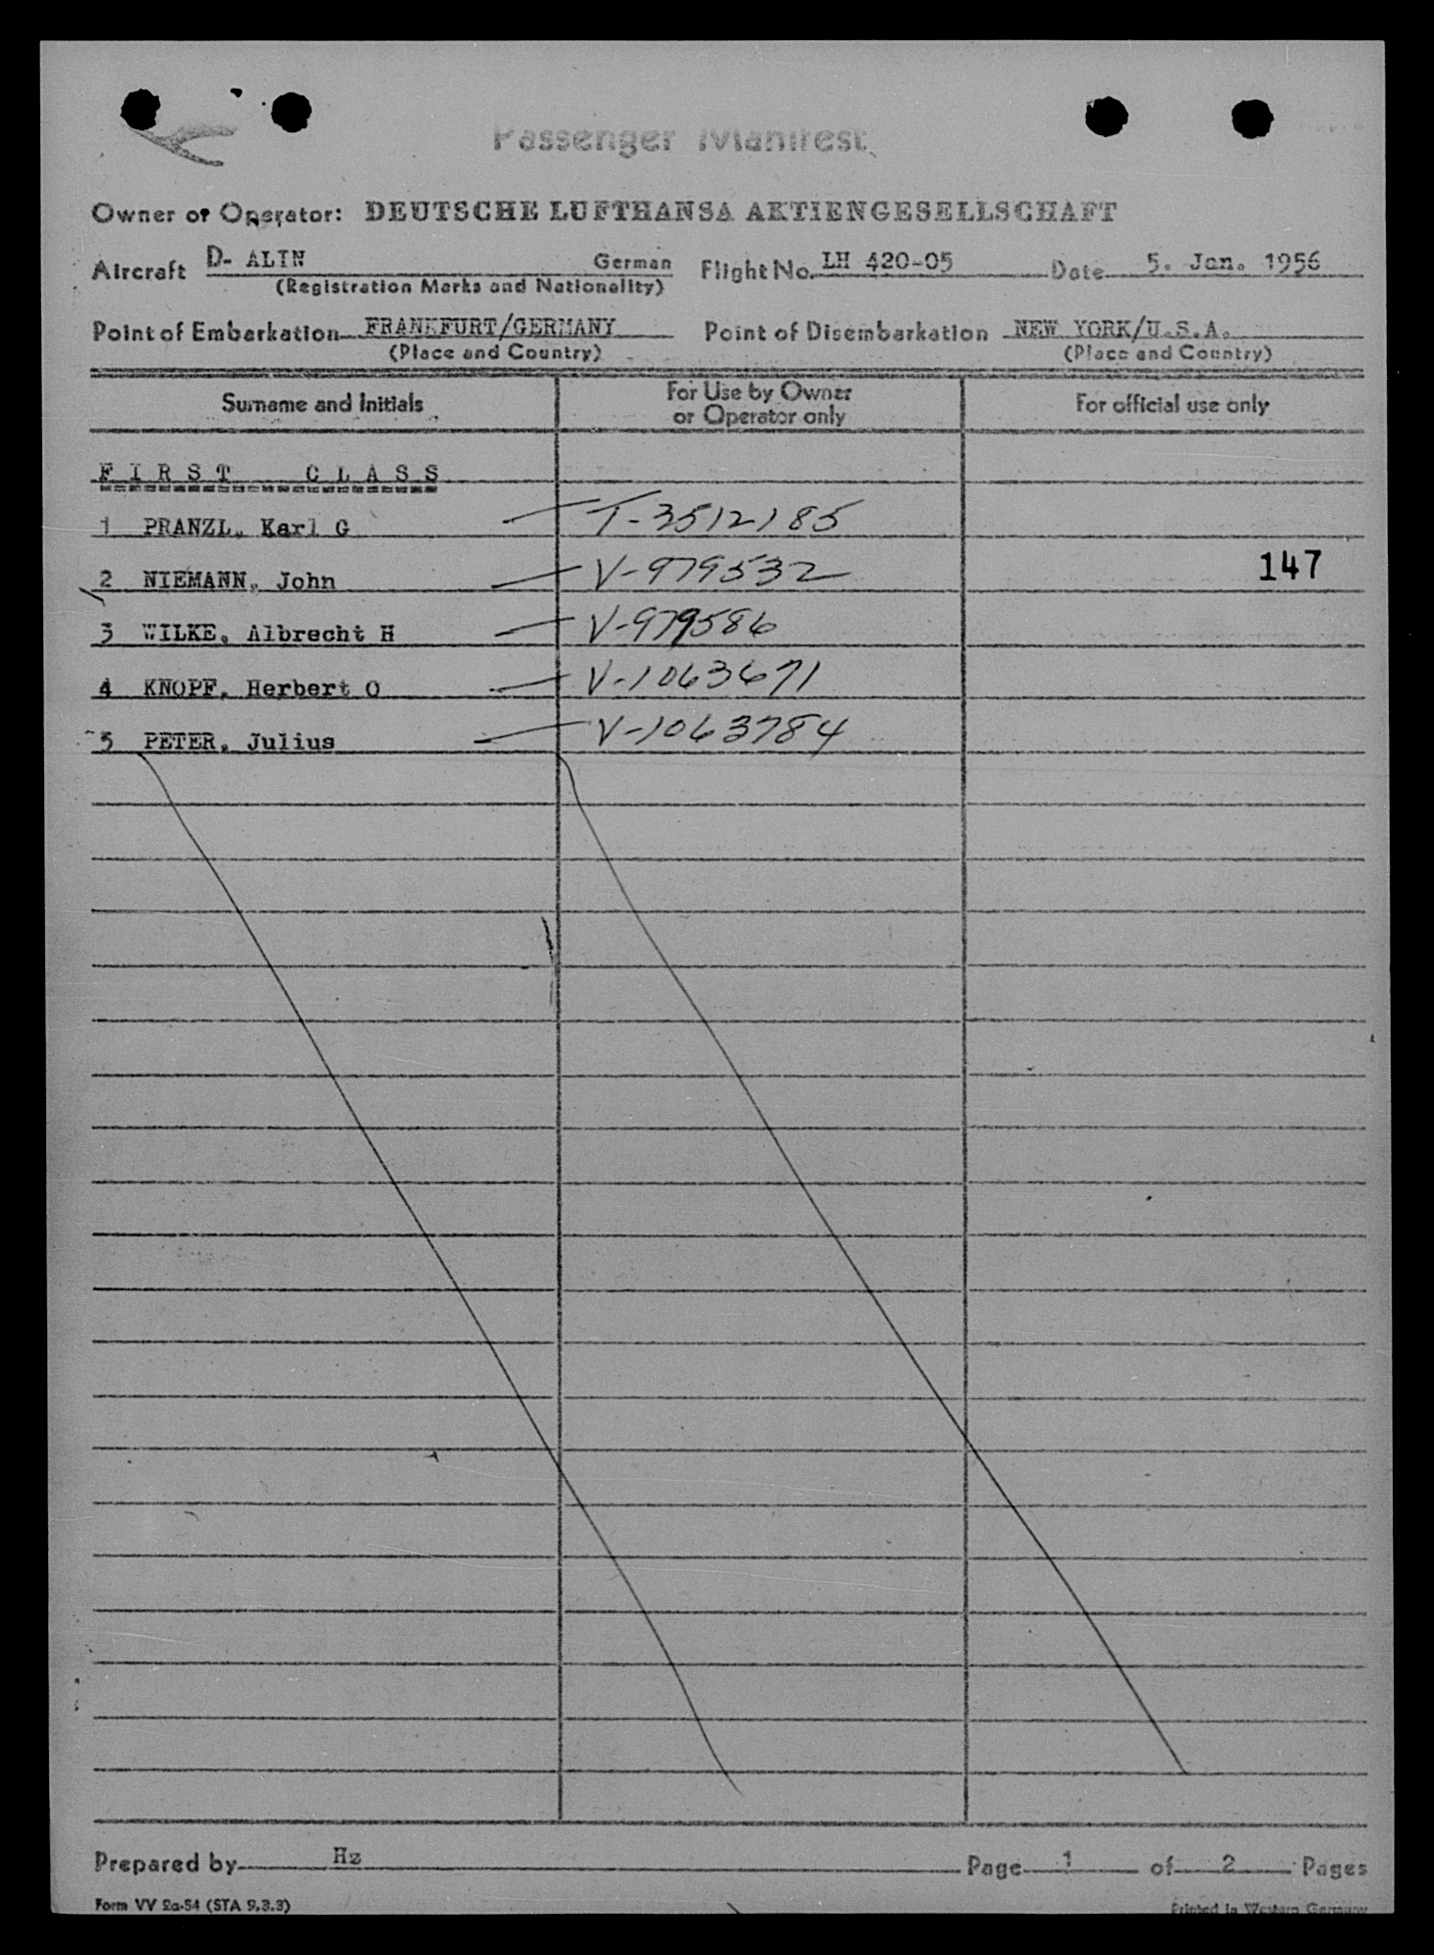 Passenger Manifest
Owner or Operator: DEUTSCHE LUFTHANSA AKTIENGESELLSCHAFT
Aircraft D- ALIN German Flight No. LH 420-05 Date 5. Jan. 1956
(Registration Marks and Nationality)
Point of Embarkation FRANKFURT/GERMANY Point of Disembarkation NEW YORK/U.S.A.
(Place and Country) (Place and Country)
Surname and Initials For Use by Owner or Operator only For official use only
FIRST CLASS
1 PRANZL, Karl G T-3512185
2 NIEMANN, John V-979532 147
3 WILKE, Albrecht H V-979586
4 KNOPF, Herbert O V-1063671
5 PETER, Julius V-1063784
Prepared by Hz Page 1 of 2 Pages
Form VV 2a-54 (STA 9.3.3) Printed in Western Germany